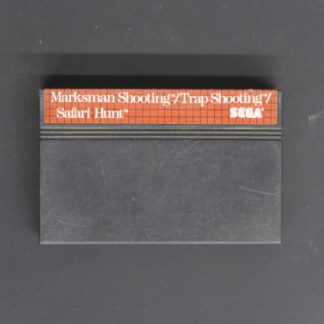 Marksman Shooting™/Trap Shooting™/
Safari Hunt™
SEGA®